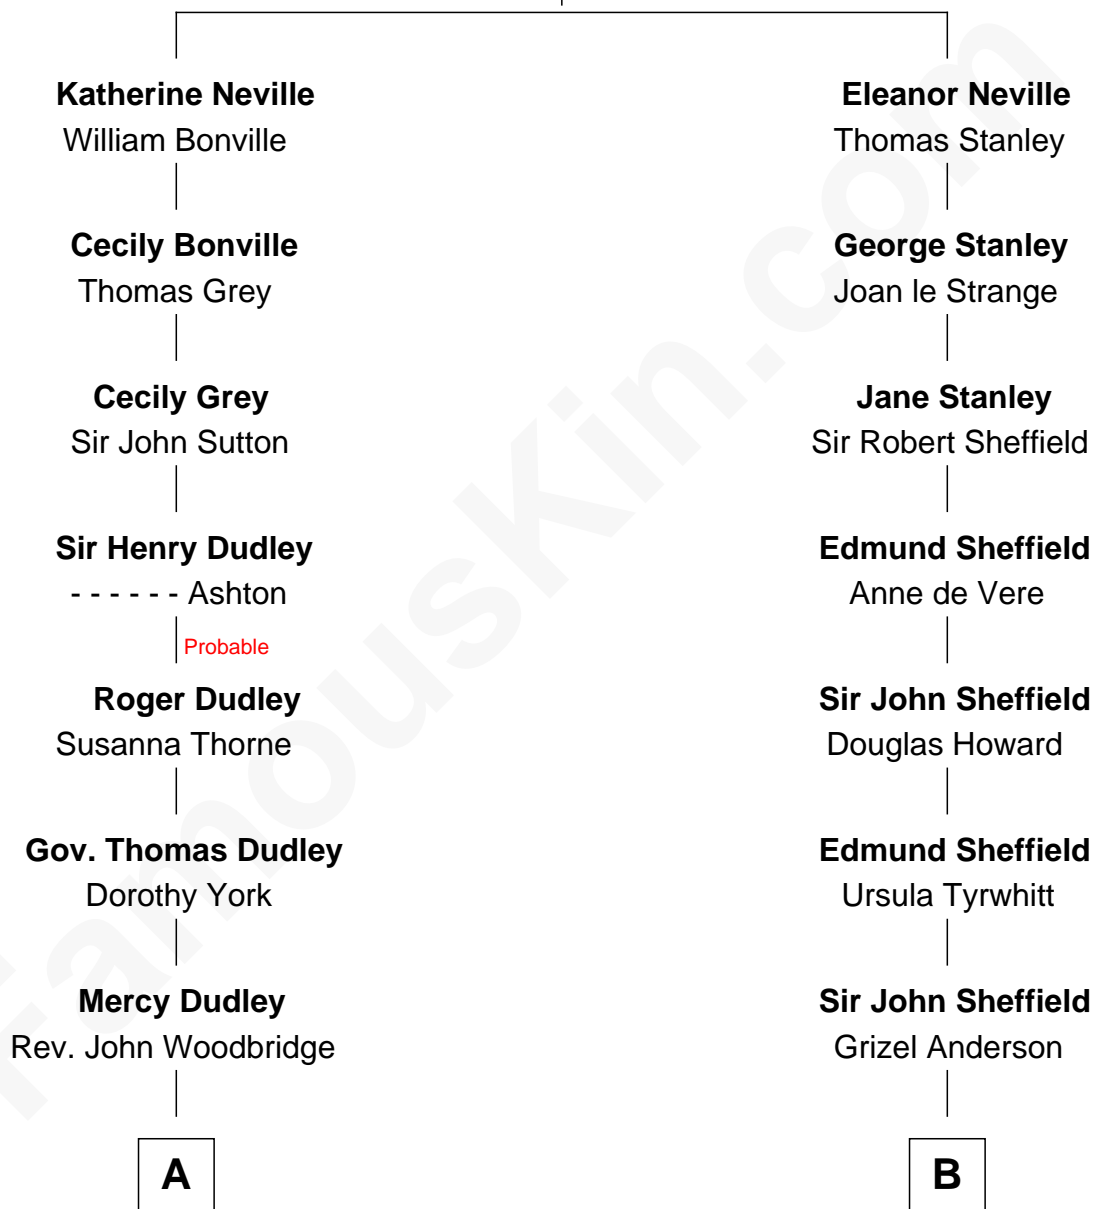 Katherine Neville
William Bonville
Eleanor Neville
Thomas Stanley
Cecily Bonville
Thomas Grey
George Stanley
Joan le Strange
Cecily Grey
Sir John Sutton
Jane Stanley
Sir Robert Sheffield
Sir Henry Dudley
- - - - - - Ashton
Probable
Edmund Sheffield
Anne de Vere
Roger Dudley
Susanna Thorne
Sir John Sheffield
Douglas Howard
Gov. Thomas Dudley
Dorothy York
Edmund Sheffield
Ursula Tyrwhitt
Mercy Dudley
Rev. John Woodbridge
Sir John Sheffield
Grizel Anderson
A
B
FamousKin.com